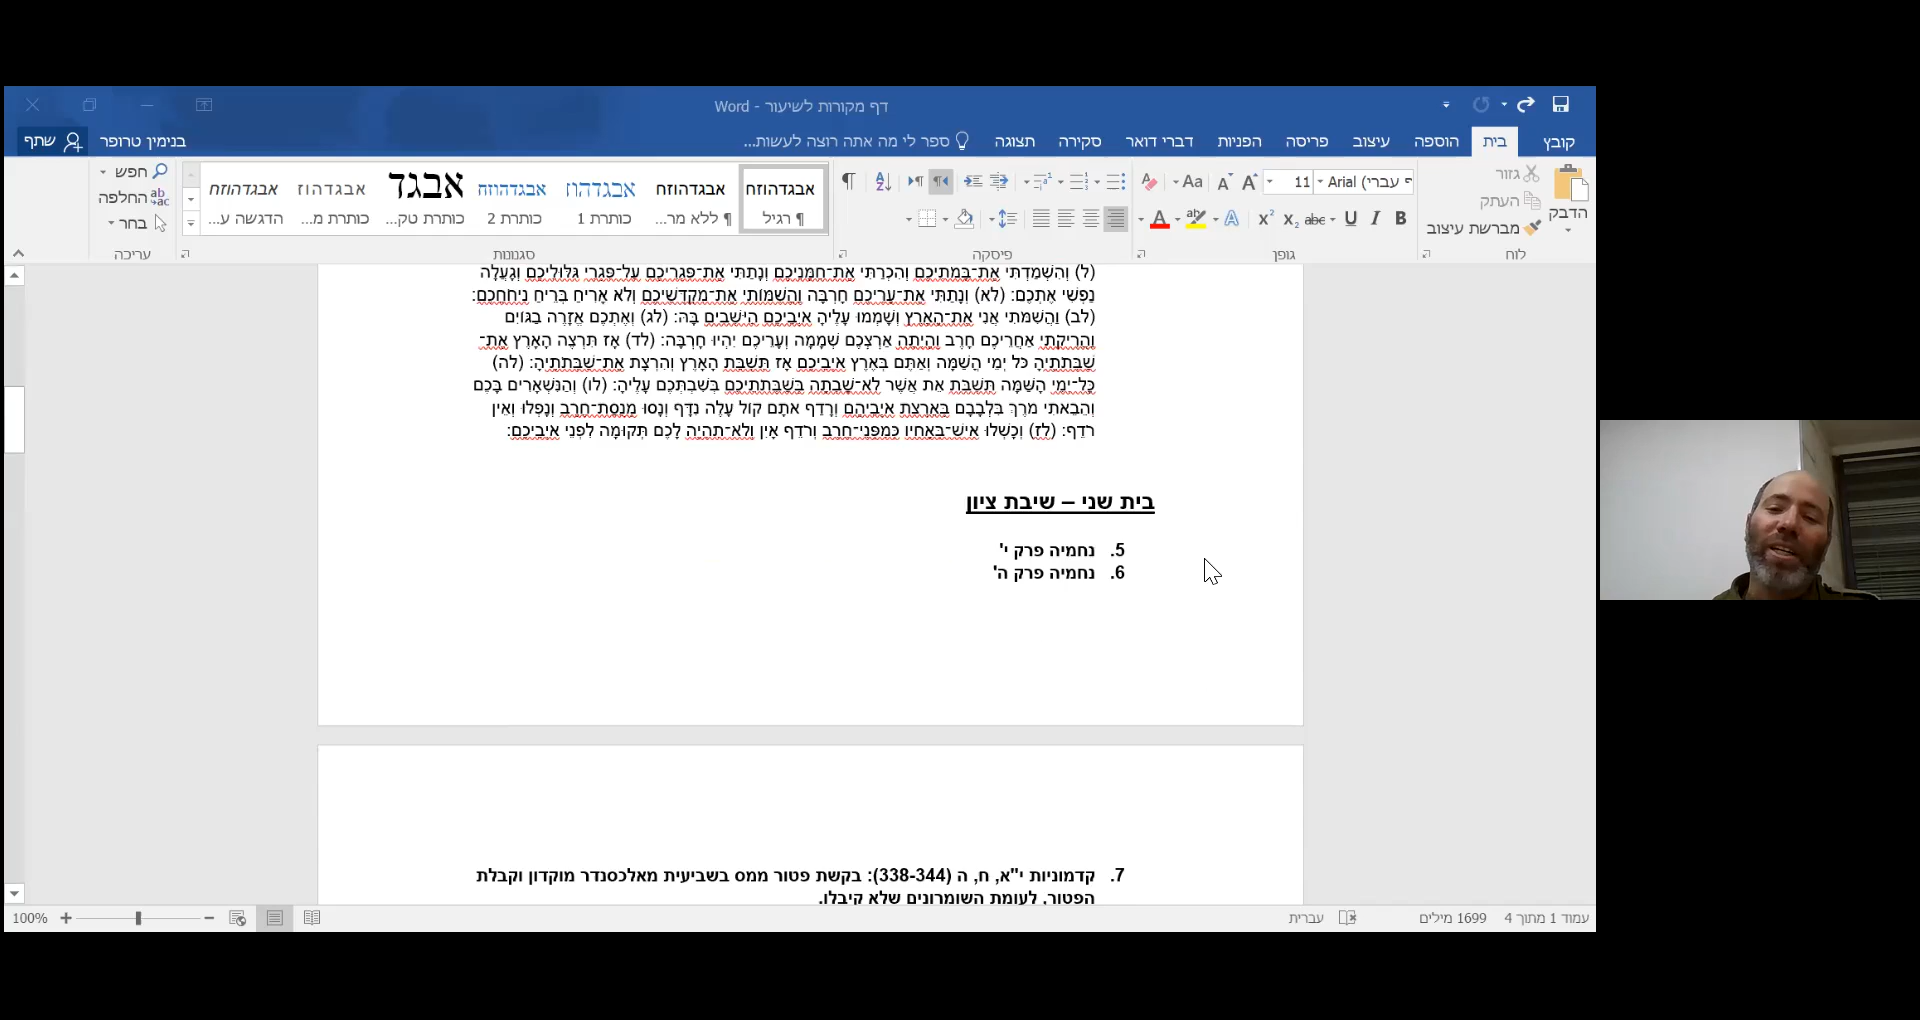 דף מקורות לשיעור - Word
קובץ בית הוספה עיצוב פריסה הפניות דברי דואר סקירה תצוגה ספר לי מה אתה רוצה לעשות... בנימין טרופר שתף
הדבק
גזור
העתק
מברשת עיצוב
לוח
Arial (עברי 11 Aa
B I U abc X₂ X² A ab A
גופן
פיסקה
אבגדהוזח אבגדהוזח אבגדהוז אבגדהוזח אבגד אבגדהוז אבגדהוזח
¶ רגיל ¶ ללא מר... כותרת 1 כותרת 2 כותרת טק... כותרת מ... הדגשה ע...
סגנונות
חפש
החלפה
בחר
עריכה
(ל) וְהִשְׁמַדְתִּי אֶת־בָּמֹתֵיכֶם וְהִכְרַתִּי אֶת־חַמָּנֵיכֶם וְנָתַתִּי אֶת־פִּגְרֵיכֶם עַל־פִּגְרֵי גִּלּוּלֵיכֶם וְגָעֲלָה
נַפְשִׁי אֶתְכֶם: (לא) וְנָתַתִּי אֶת־עָרֵיכֶם חָרְבָּה וַהֲשִׁמּוֹתִי אֶת־מִקְדְּשֵׁיכֶם וְלֹא אָרִיחַ בְּרֵיחַ נִיחֹחֲכֶם:
(לב) וַהֲשִׁמֹּתִי אֲנִי אֶת־הָאָרֶץ וְשָׁמְמוּ עָלֶיהָ אֹיְבֵיכֶם הַיֹּשְׁבִים בָּהּ: (לג) וְאֶתְכֶם אֱזָרֶה בַגּוֹיִם
וַהֲרִיקֹתִי אַחֲרֵיכֶם חָרֶב וְהָיְתָה אַרְצְכֶם שְׁמָמָה וְעָרֵיכֶם יִהְיוּ חָרְבָּה: (לד) אָז תִּרְצֶה הָאָרֶץ אֶת־
שַׁבְּתֹתֶיהָ כֹּל יְמֵי הֳשַׁמָּה וְאַתֶּם בְּאֶרֶץ אֹיְבֵיכֶם אָז תִּשְׁבַּת הָאָרֶץ וְהִרְצָת אֶת־שַׁבְּתֹתֶיהָ: (לה)
כָּל־יְמֵי הָשַּׁמָּה תִּשְׁבֹּת אֵת אֲשֶׁר לֹא־שָׁבְתָה בְּשַׁבְּתֹתֵיכֶם בְּשִׁבְתְּכֶם עָלֶיהָ: (לו) וְהַנִּשְׁאָרִים בָּכֶם
וְהֵבֵאתִי מֹרֶךְ בִּלְבָבָם בְּאַרְצֹת אֹיְבֵיהֶם וְרָדַף אֹתָם קוֹל עָלֶה נִדָּף וְנָסוּ מְנֻסַת־חֶרֶב וְנָפְלוּ וְאֵין
רֹדֵף: (לז) וְכָשְׁלוּ אִישׁ־בְּאָחִיו כְּמִפְּנֵי־חֶרֶב וְרֹדֵף אָיִן וְלֹא־תִהְיֶה לָכֶם תְּקוּמָה לִפְנֵי אֹיְבֵיכֶם:
בית שני – שיבת ציון
5. נחמיה פרק י'
6. נחמיה פרק ה'
7. קדמוניות י"א, ח, ה (338-344): בקשת פטור ממס בשביעית מאלכסנדר מוקדון וקבלת
הפטור, לעומת השומרונים שלא קיבלו.
עמוד 1 מתוך 4 1699 מילים עברית 100%